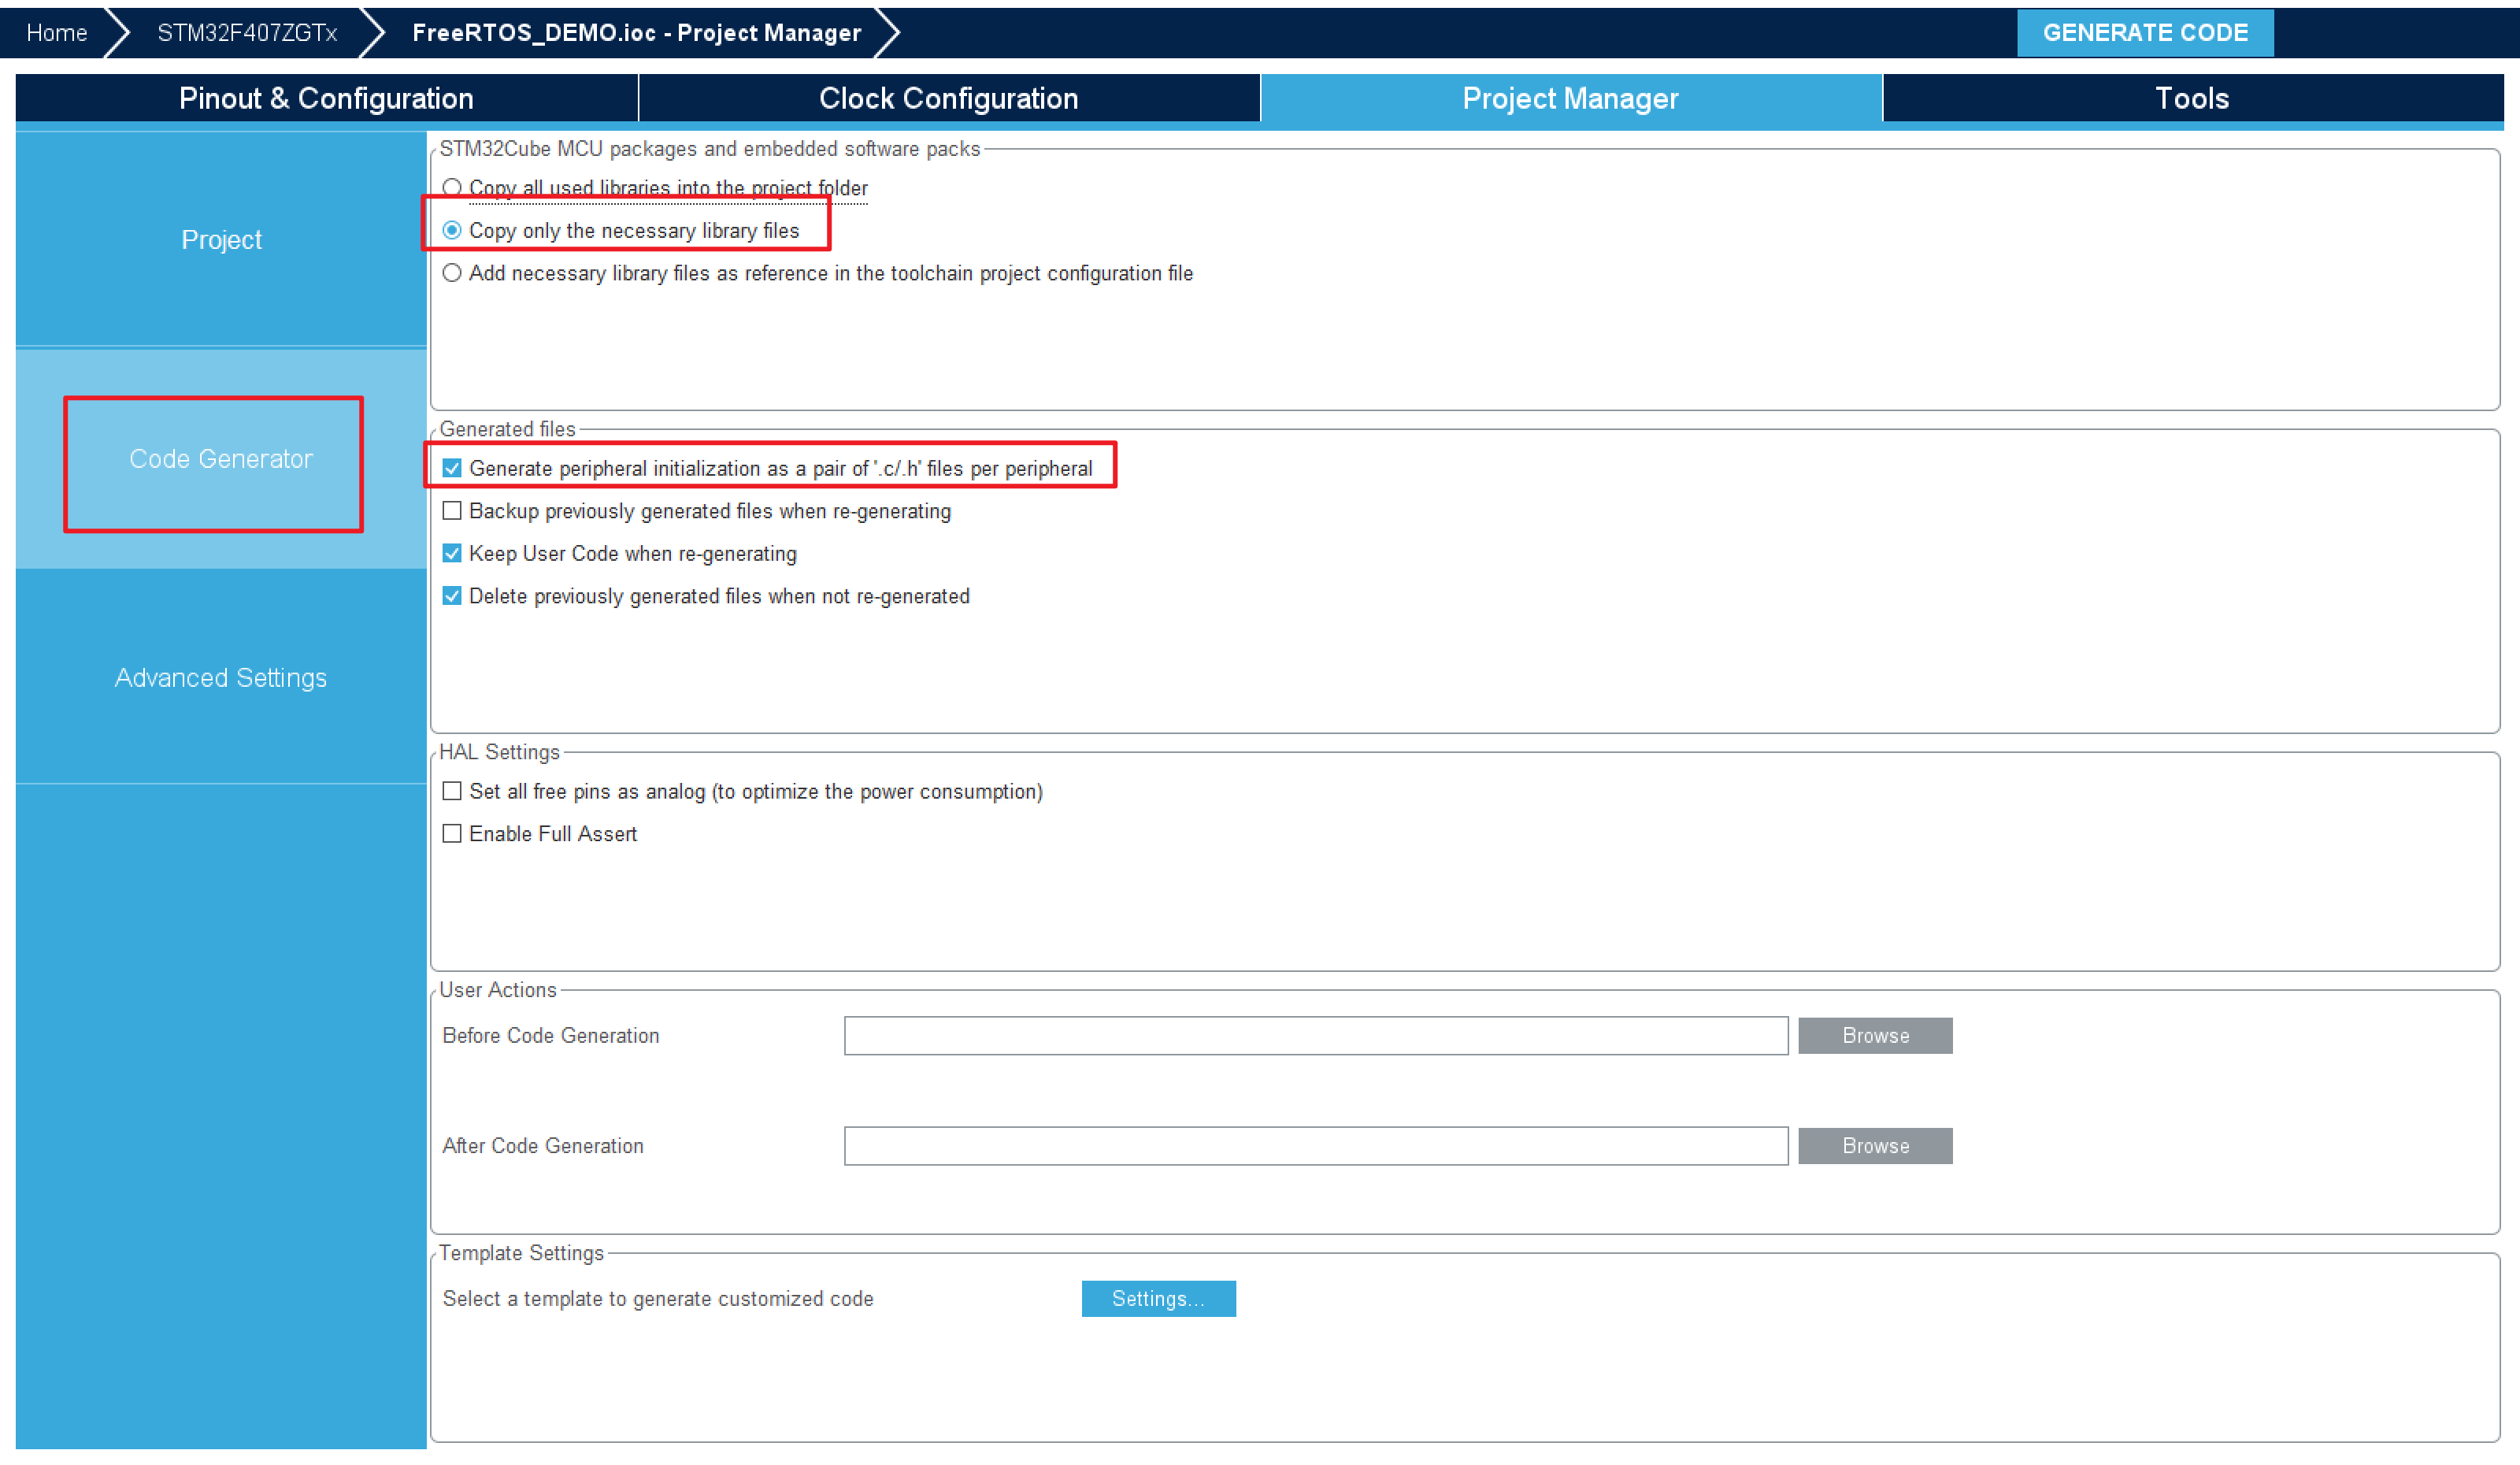 Home STM32F407ZGTx FreeRTOS_DEMO.ioc - Project Manager GENERATE CODE
Pinout & Configuration Clock Configuration Project Manager Tools
Project
Code Generator
Advanced Settings
STM32Cube MCU packages and embedded software packs
Copy all used libraries into the project folder
Copy only the necessary library files
Add necessary library files as reference in the toolchain project configuration file
Generated files
Generate peripheral initialization as a pair of '.c/.h' files per peripheral
Backup previously generated files when re-generating
Keep User Code when re-generating
Delete previously generated files when not re-generated
HAL Settings
Set all free pins as analog (to optimize the power consumption)
Enable Full Assert
User Actions
Before Code Generation Browse
After Code Generation Browse
Template Settings
Select a template to generate customized code Settings...